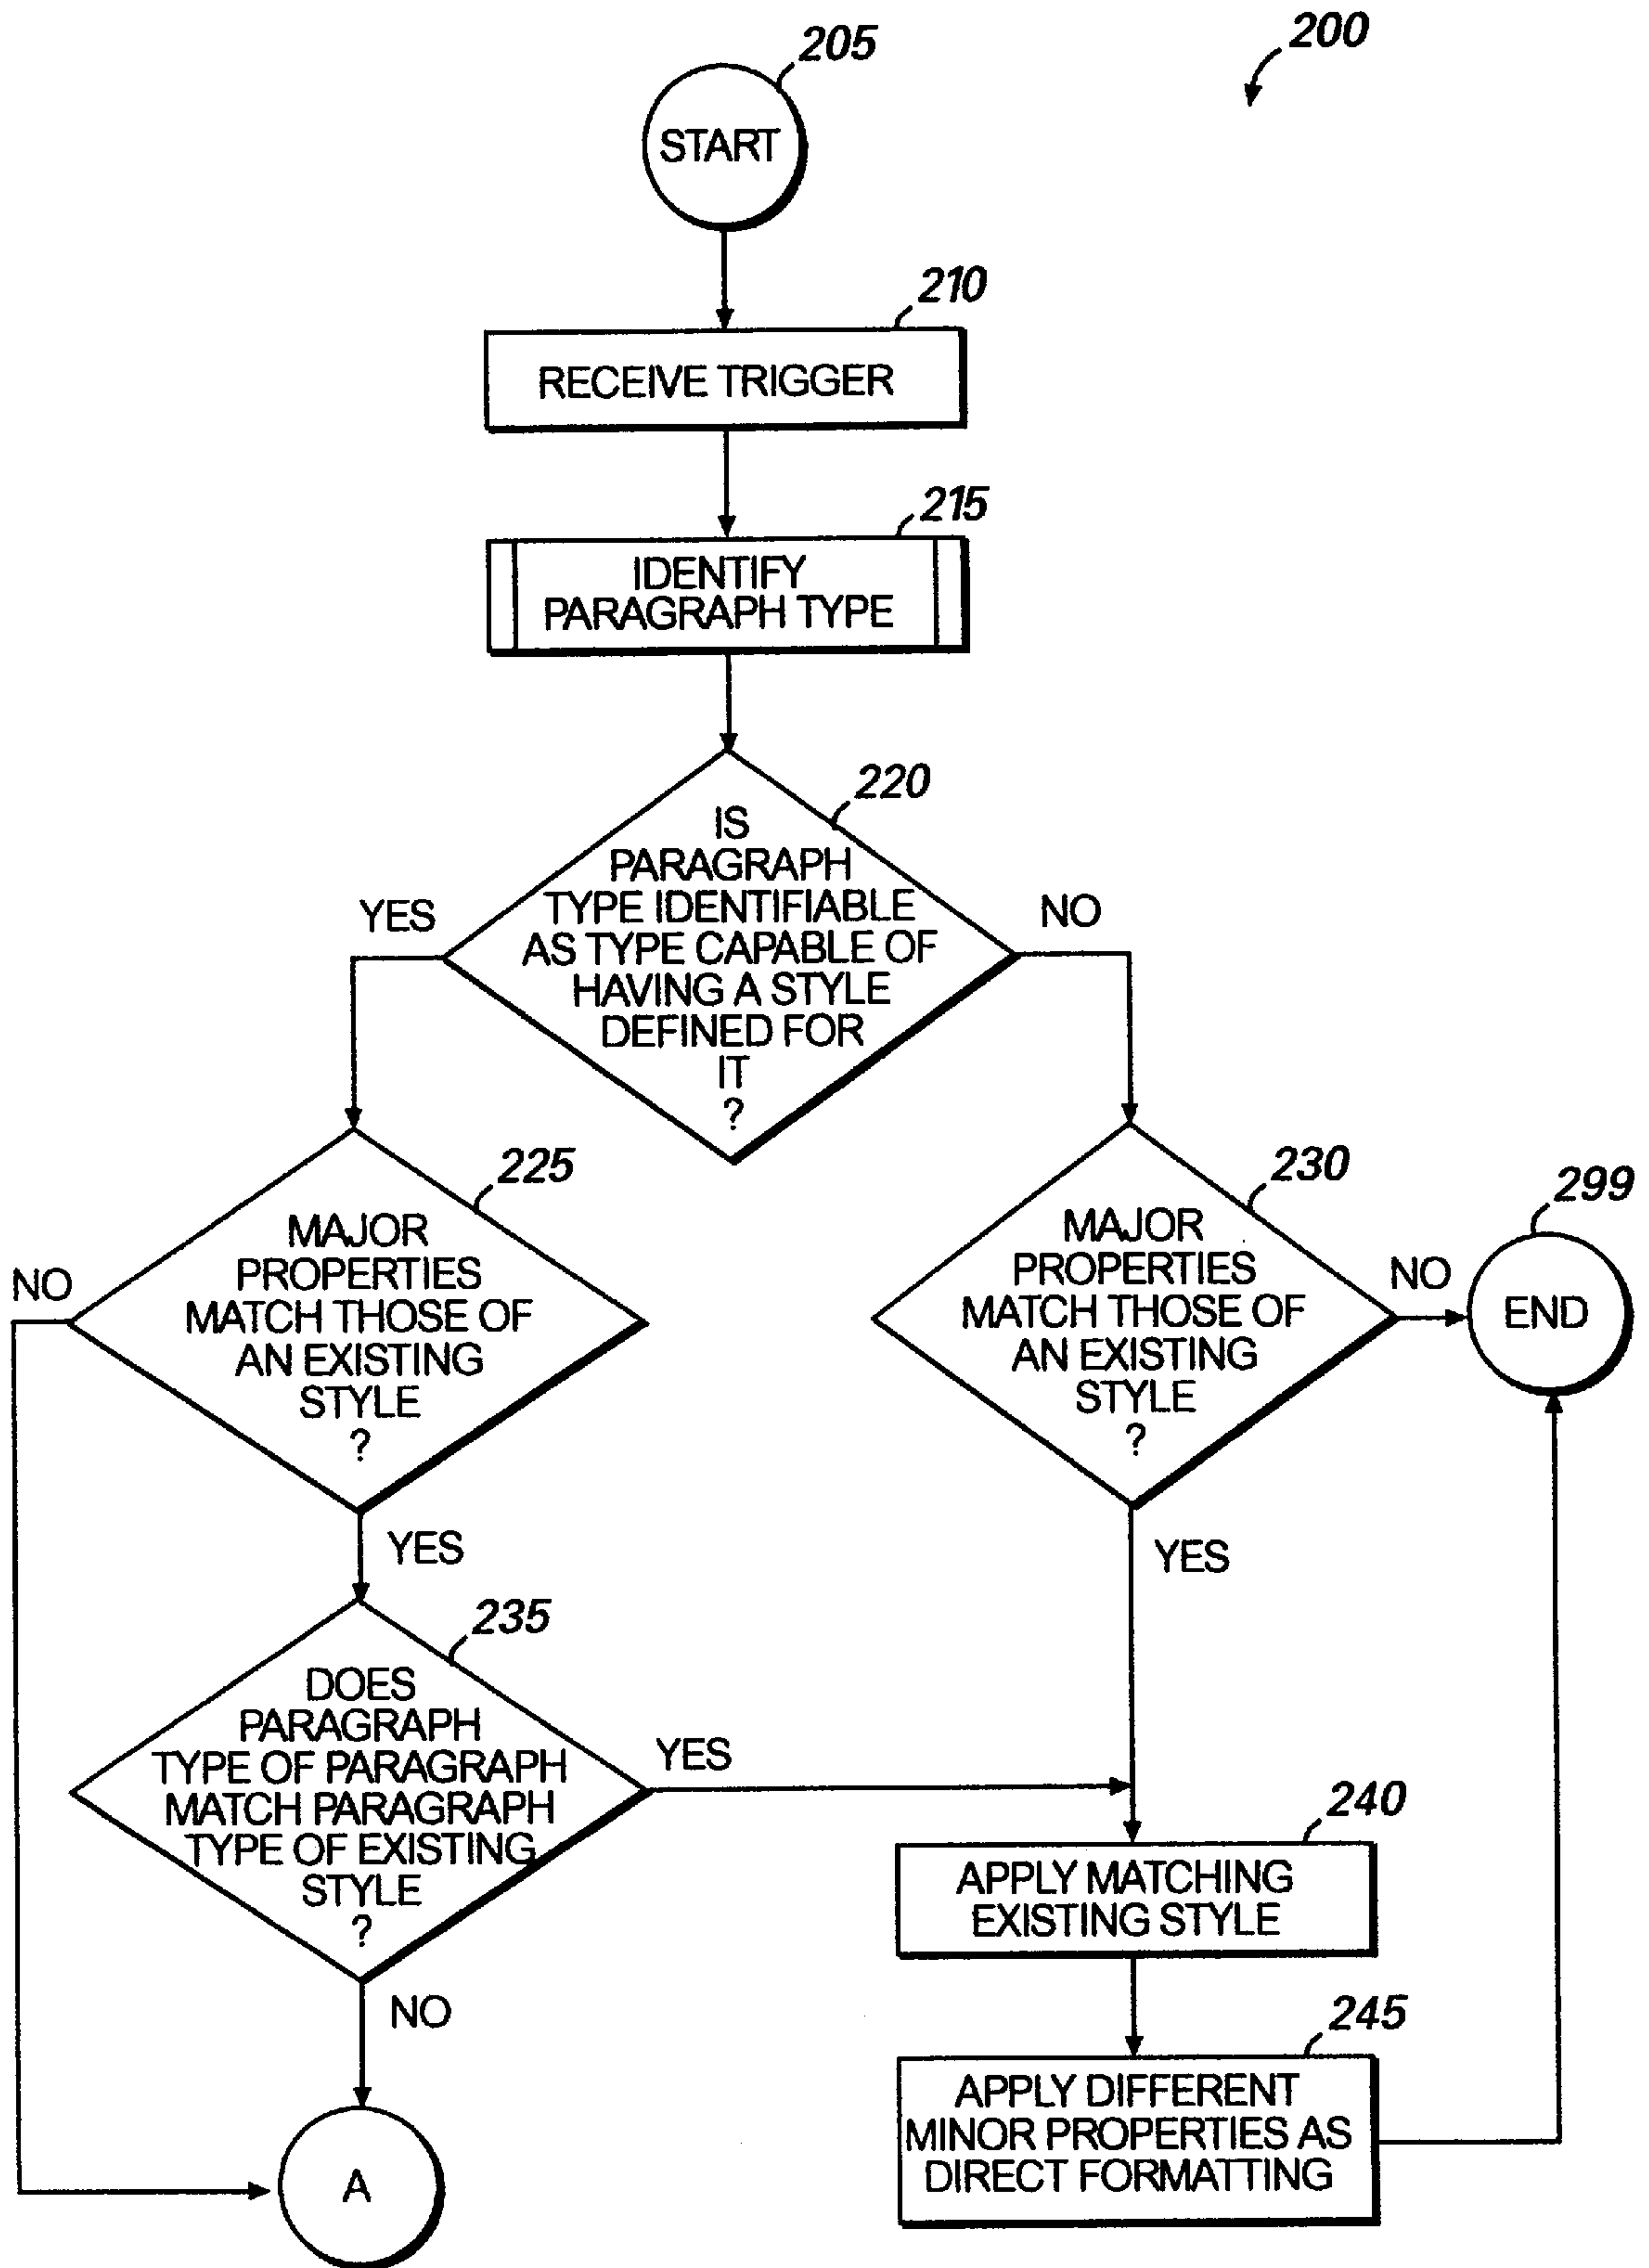 200
205
START
210
RECEIVE TRIGGER
215
IDENTIFY
PARAGRAPH TYPE
220
IS
PARAGRAPH
TYPE IDENTIFIABLE
AS TYPE CAPABLE OF
HAVING A STYLE
DEFINED FOR
IT
?
YES
NO
225
MAJOR
PROPERTIES
MATCH THOSE OF
AN EXISTING
STYLE
?
NO
YES
230
MAJOR
PROPERTIES
MATCH THOSE OF
AN EXISTING
STYLE
?
NO
YES
299
END
235
DOES
PARAGRAPH
TYPE OF PARAGRAPH
MATCH PARAGRAPH
TYPE OF EXISTING
STYLE
?
YES
NO
240
APPLY MATCHING
EXISTING STYLE
245
APPLY DIFFERENT
MINOR PROPERTIES AS
DIRECT FORMATTING
A